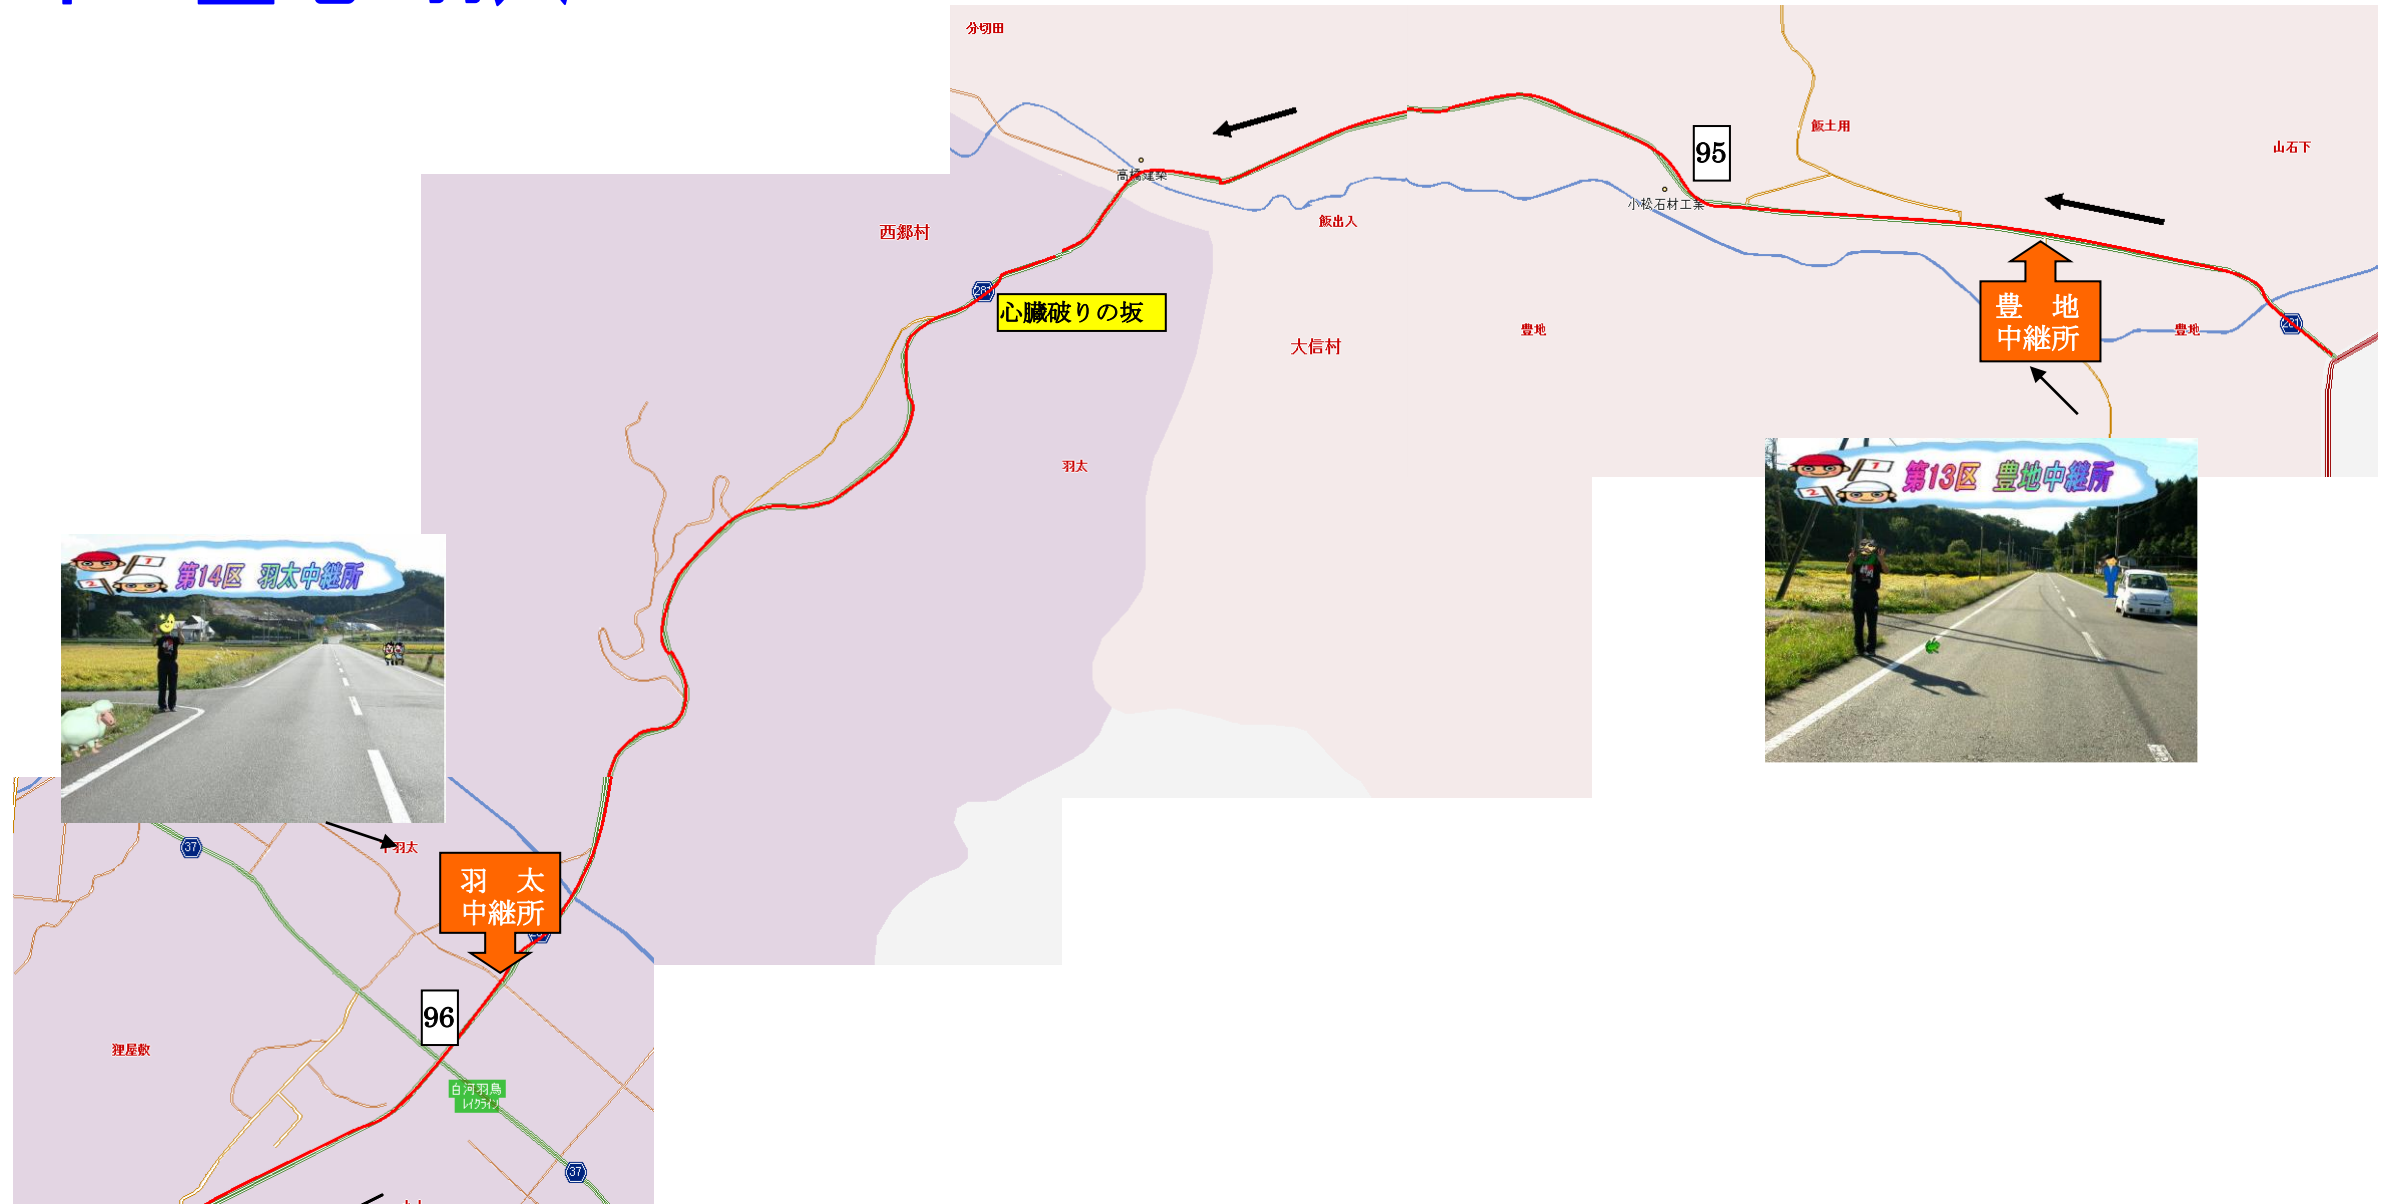 分切田
飯土用
山石下
95
高橋建築
小松石材工業
飯出入
西郷村
281
心臓破りの坂
豊　地
中継所
大信村
豊地
豊地
281
羽太
第13区 豊地中継所
第14区 羽太中継所
37
羽　太
中継所
96
狸屋敷
白河羽鳥
レイクライン
37